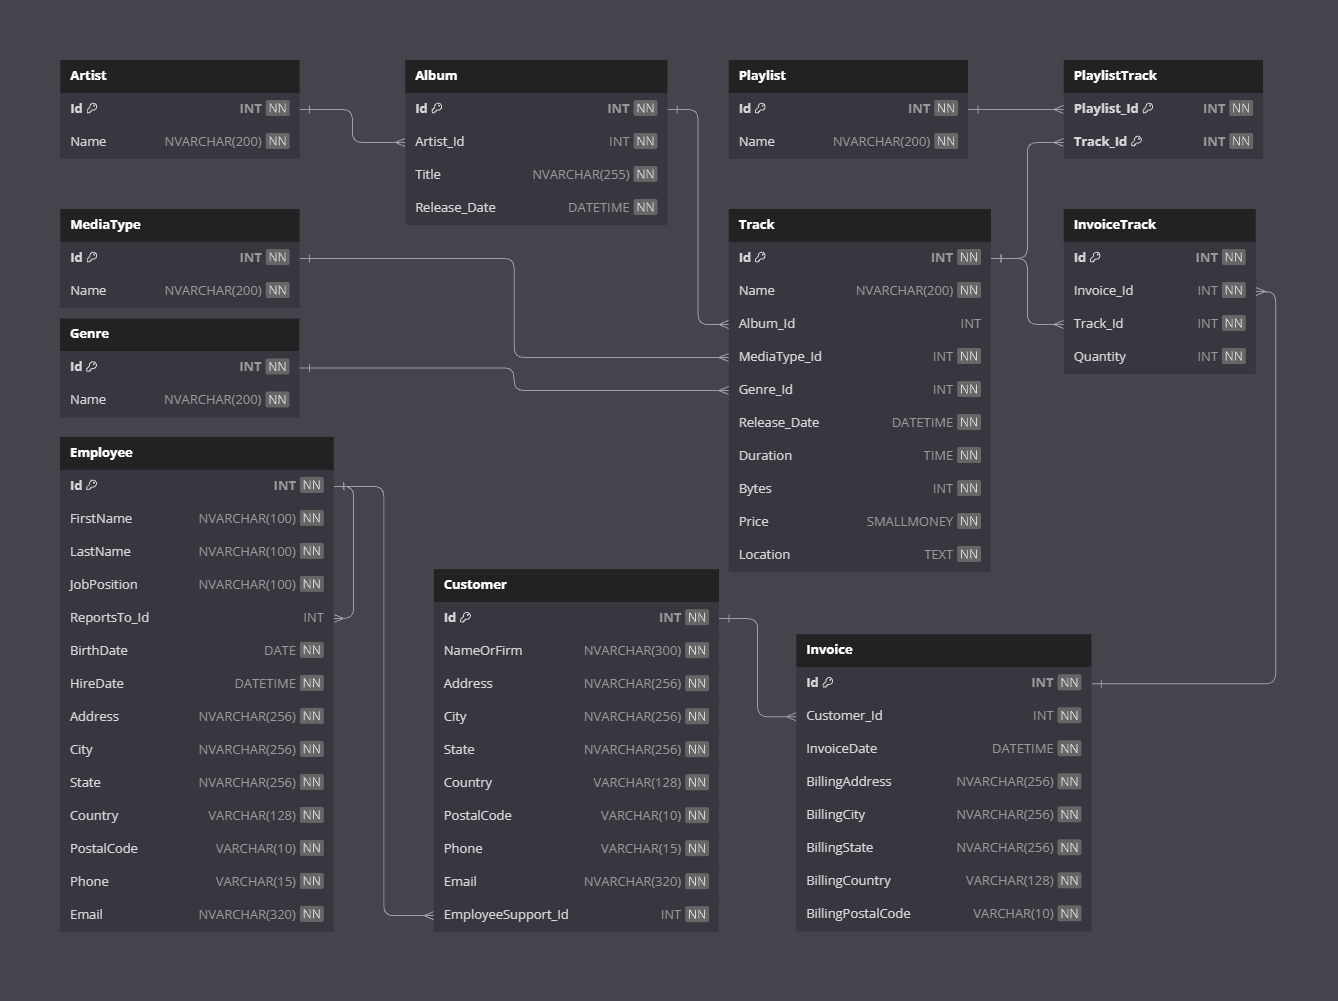 Artist
Id INT NN
Name NVARCHAR(200) NN
Album
Id INT NN
Artist_Id INT NN
Title NVARCHAR(255) NN
Release_Date DATETIME NN
Playlist
Id INT NN
Name NVARCHAR(200) NN
PlaylistTrack
Playlist_Id INT NN
Track_Id INT NN
MediaType
Id INT NN
Name NVARCHAR(200) NN
Genre
Id INT NN
Name NVARCHAR(200) NN
Track
Id INT NN
Name NVARCHAR(200) NN
Album_Id INT
MediaType_Id INT NN
Genre_Id INT NN
Release_Date DATETIME NN
Duration TIME NN
Bytes INT NN
Price SMALLMONEY NN
Location TEXT NN
InvoiceTrack
Id INT NN
Invoice_Id INT NN
Track_Id INT NN
Quantity INT NN
Employee
Id INT NN
FirstName NVARCHAR(100) NN
LastName NVARCHAR(100) NN
JobPosition NVARCHAR(100) NN
ReportsTo_Id INT
BirthDate DATE NN
HireDate DATETIME NN
Address NVARCHAR(256) NN
City NVARCHAR(256) NN
State NVARCHAR(256) NN
Country VARCHAR(128) NN
PostalCode VARCHAR(10) NN
Phone VARCHAR(15) NN
Email NVARCHAR(320) NN
Customer
Id INT NN
NameOrFirm NVARCHAR(300) NN
Address NVARCHAR(256) NN
City NVARCHAR(256) NN
State NVARCHAR(256) NN
Country VARCHAR(128) NN
PostalCode VARCHAR(10) NN
Phone VARCHAR(15) NN
Email NVARCHAR(320) NN
EmployeeSupport_Id INT NN
Invoice
Id INT NN
Customer_Id INT NN
InvoiceDate DATETIME NN
BillingAddress NVARCHAR(256) NN
BillingCity NVARCHAR(256) NN
BillingState NVARCHAR(256) NN
BillingCountry VARCHAR(128) NN
BillingPostalCode VARCHAR(10) NN